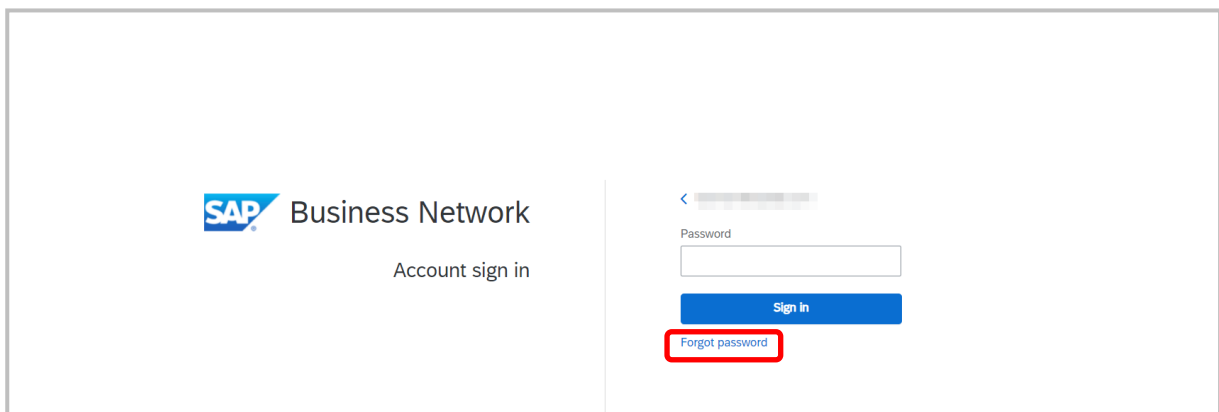 SAP Business Network
Account sign in
Password
Sign in
Forgot password